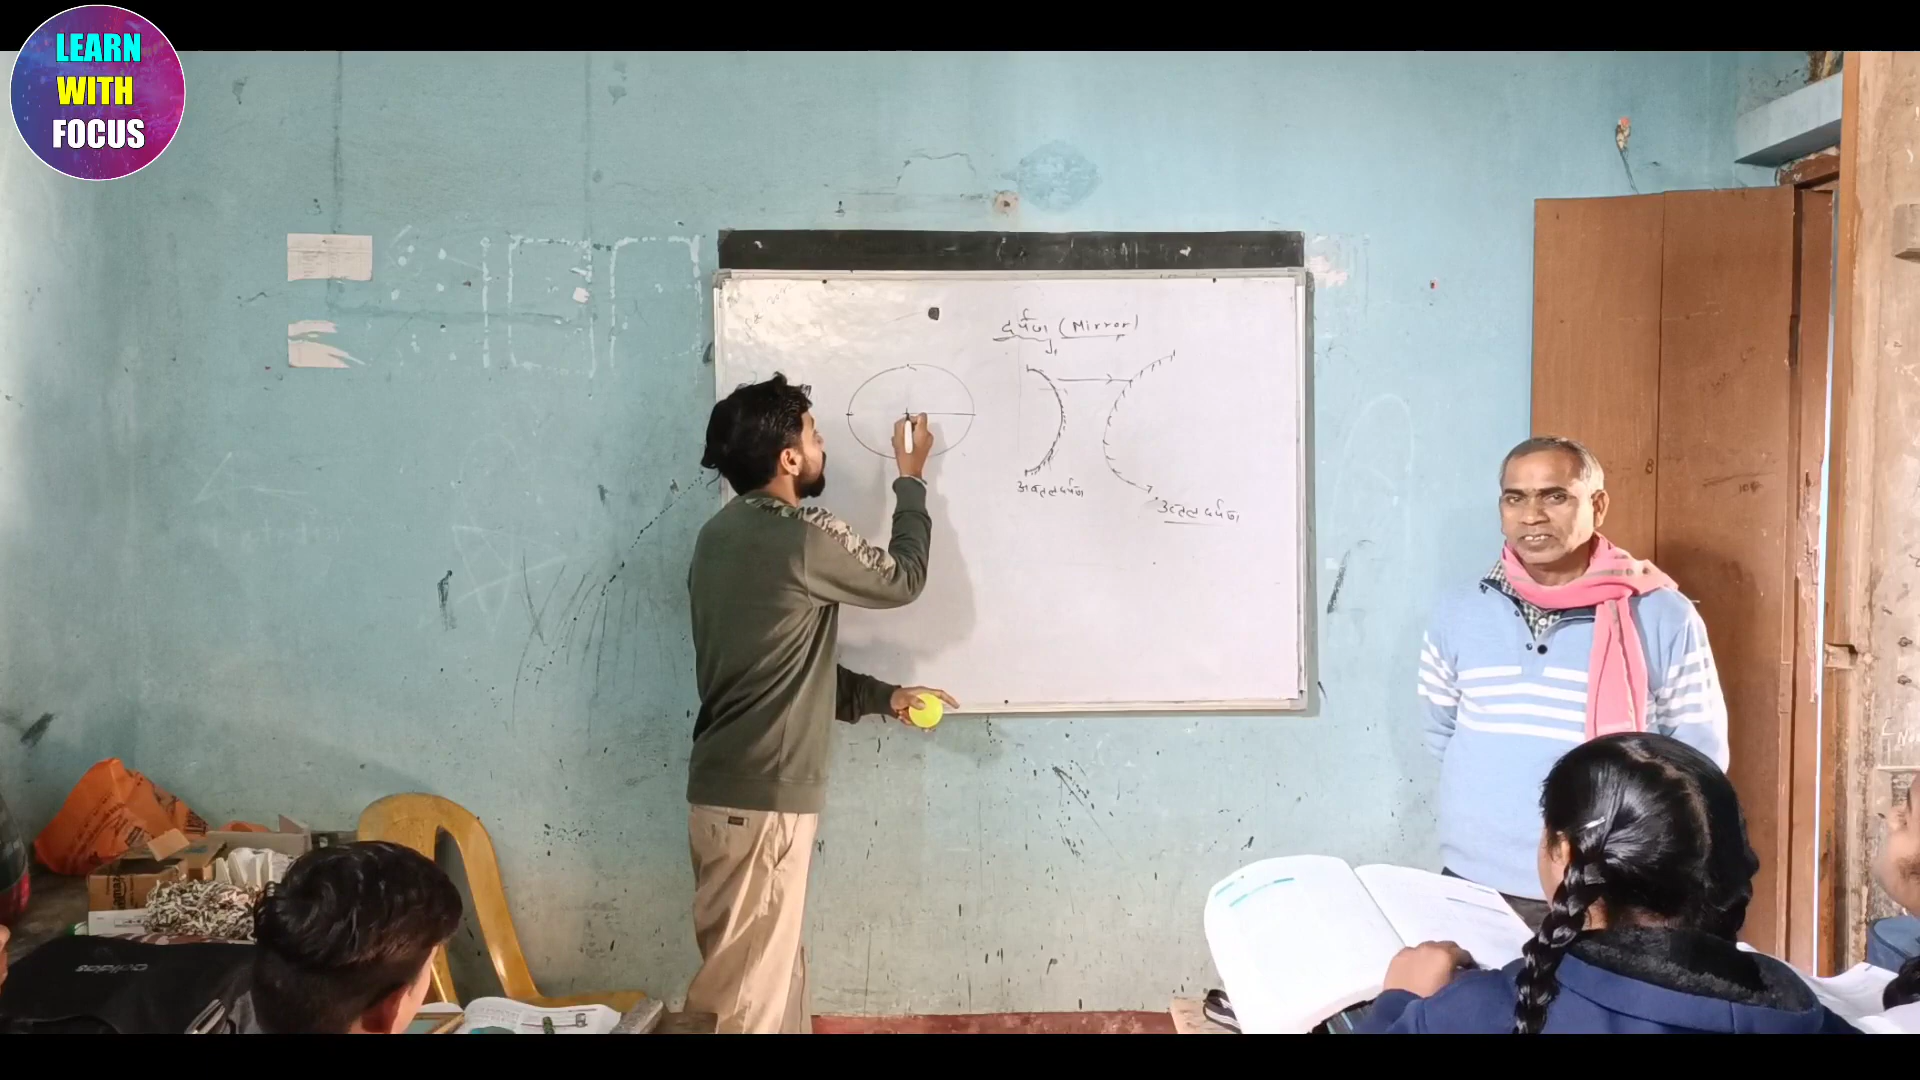 LEARN
WITH
FOCUS
दर्पण (Mirror)
अवतल दर्पण
उत्तल दर्पण